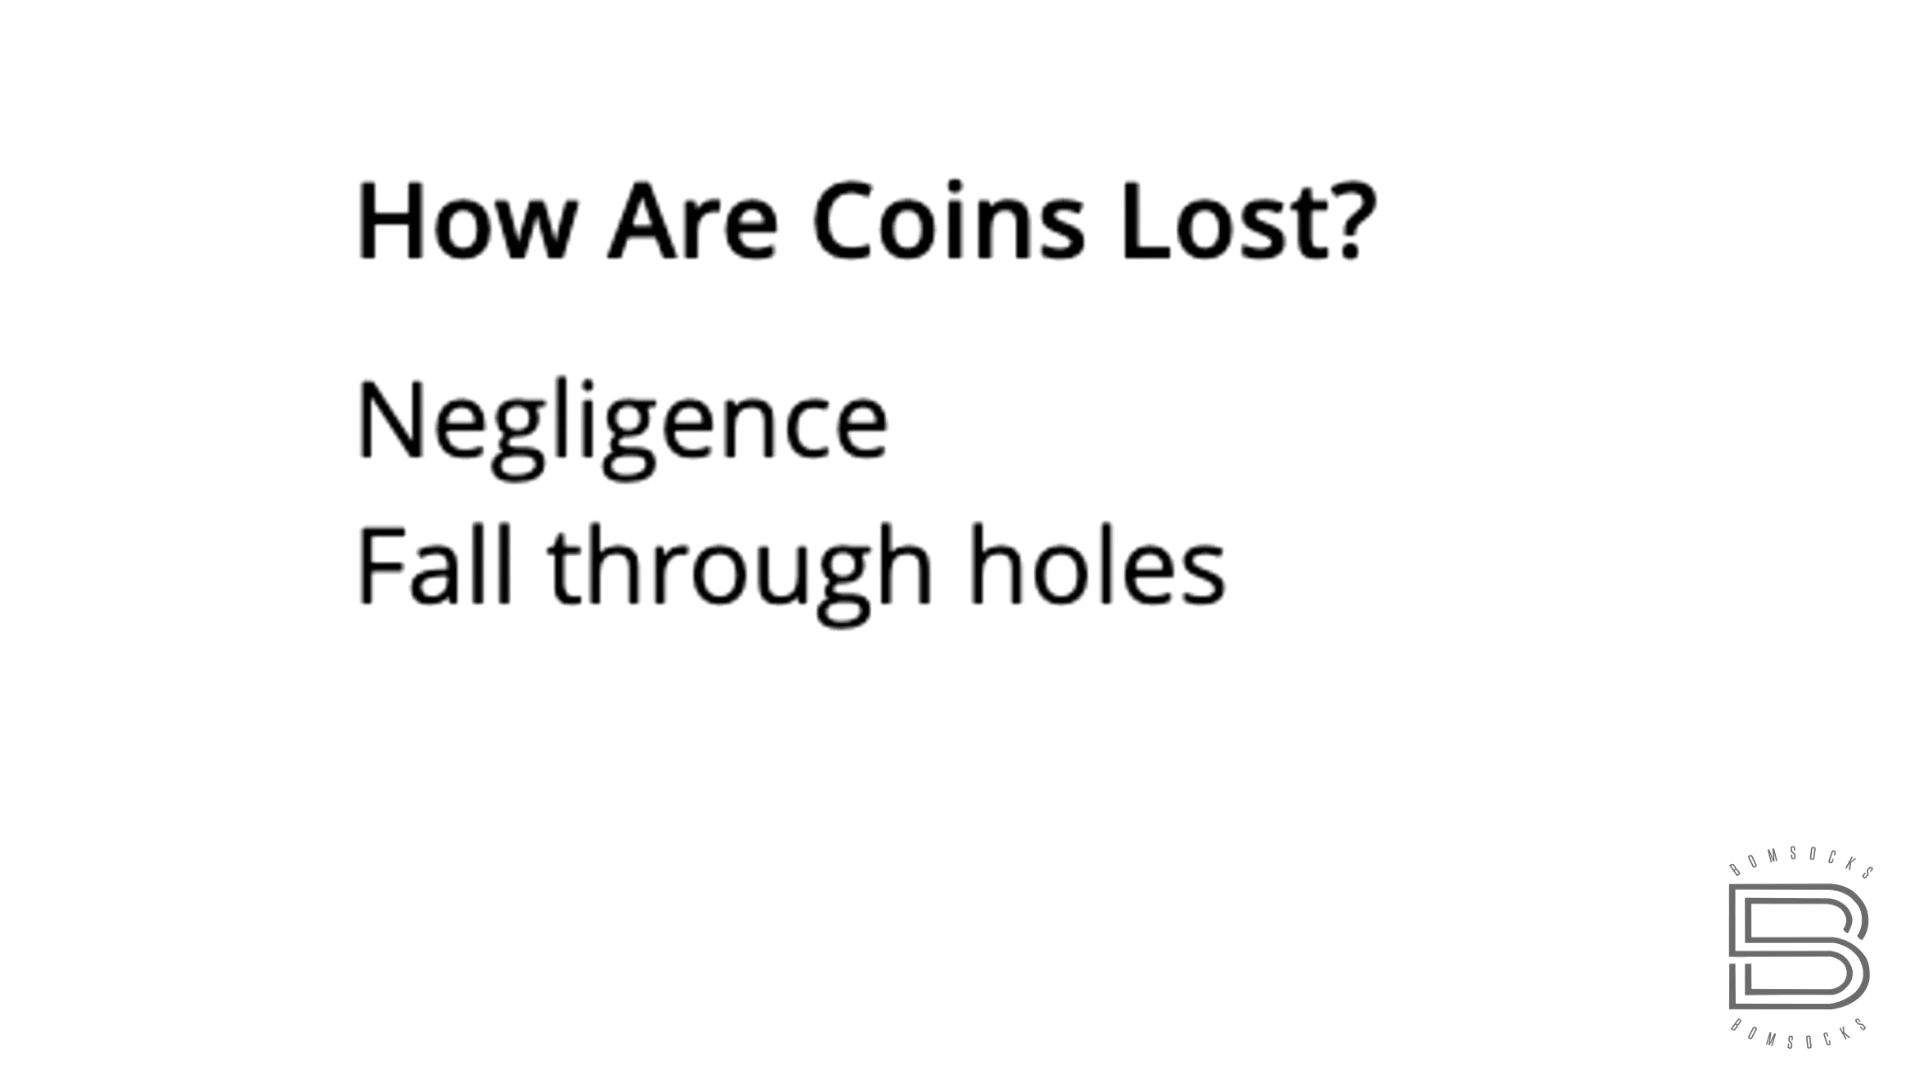 How Are Coins Lost?
Negligence
Fall through holes
BOMSOCKS
BOMSOCKS